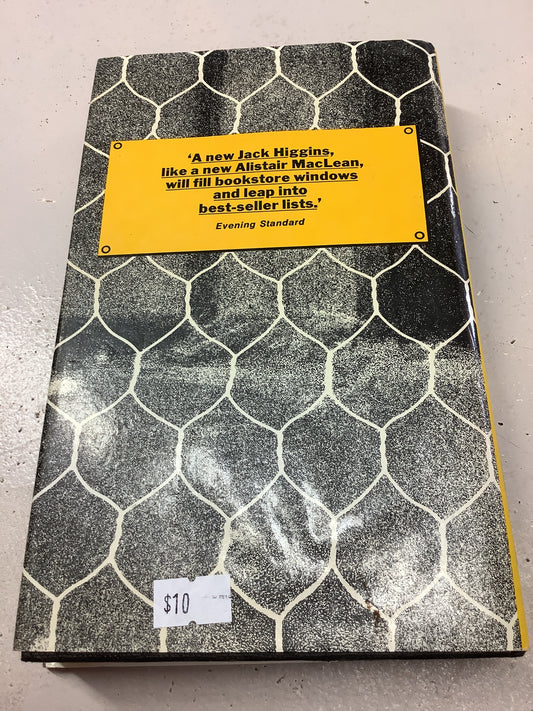 ‘A new Jack Higgins,
like a new Alistair MacLean,
will fill bookstore windows
and leap into
best-seller lists.’
Evening Standard
$10